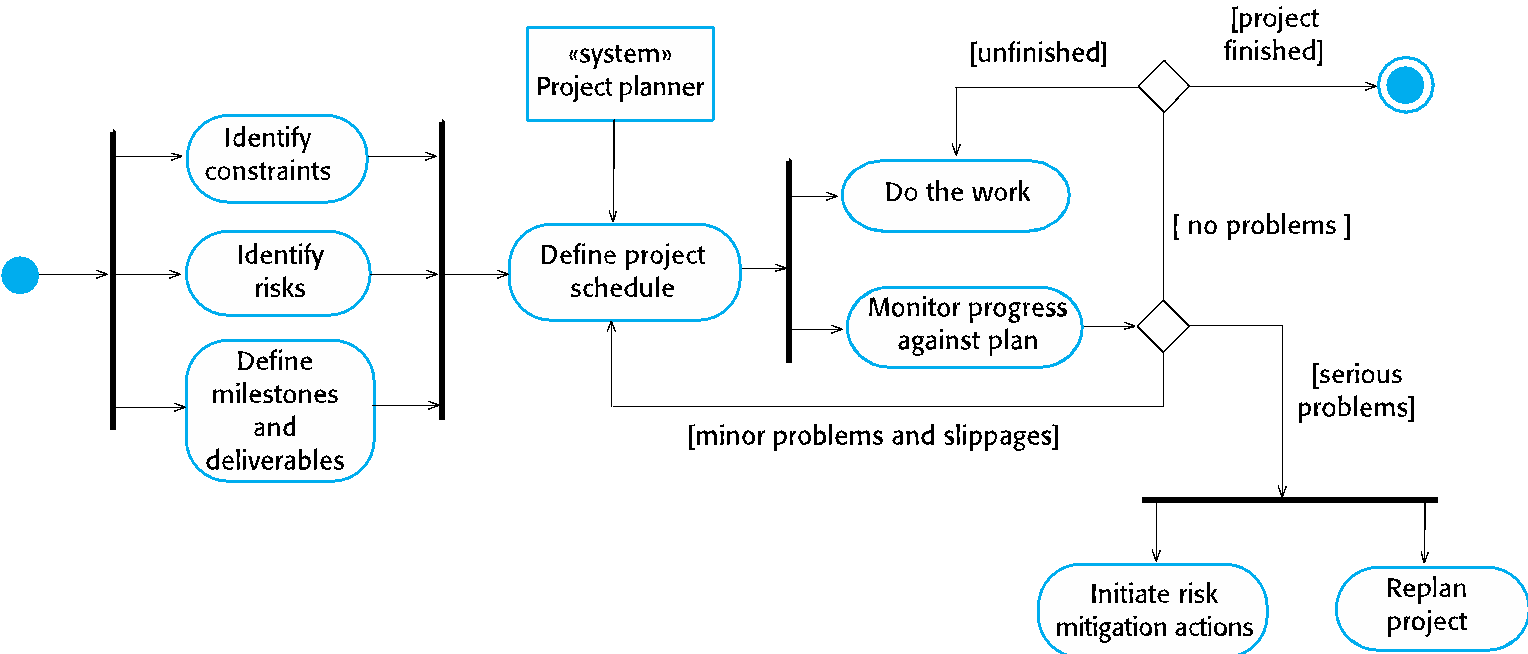 [project
finished]
[unfinished]
«system»
Project planner
Identify
constraints
Do the work
[ no problems ]
Identify
risks
Define project
schedule
Monitor progress
against plan
Define
milestones
and
deliverables
[serious
problems]
[minor problems and slippages]
Initiate risk
mitigation actions
Replan
project